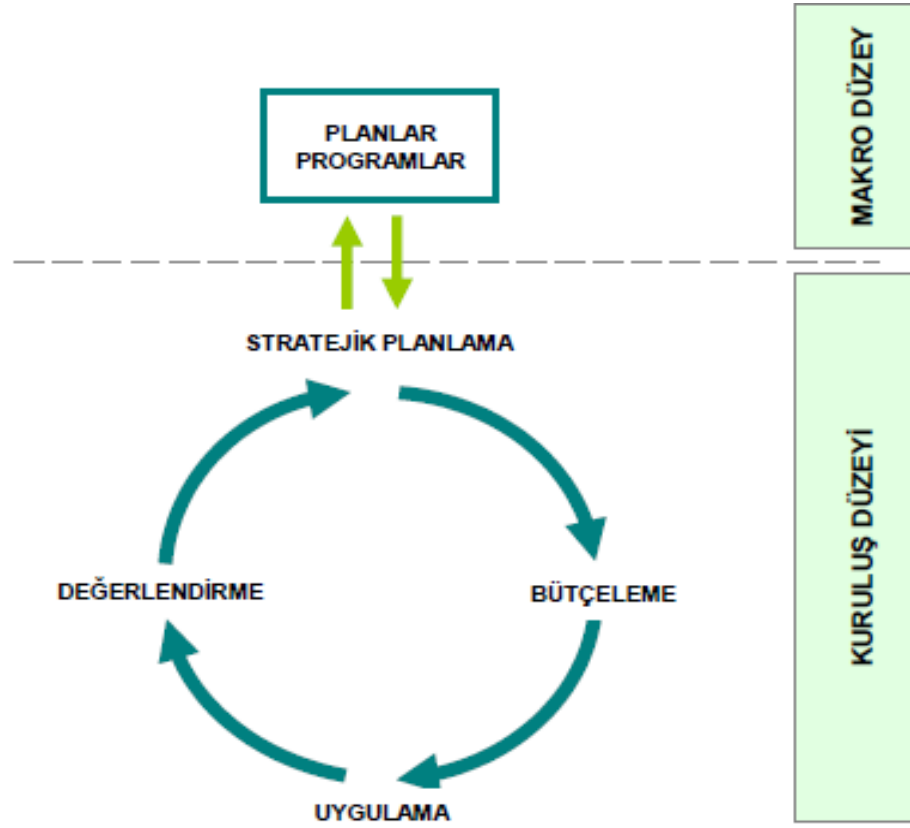 MAKRO DÜZEY
PLANLAR
PROGRAMLAR
STRATEJİK PLANLAMA
KURULUŞ DÜZEYİ
DEĞERLENDİRME
BÜTÇELEME
UYGULAMA